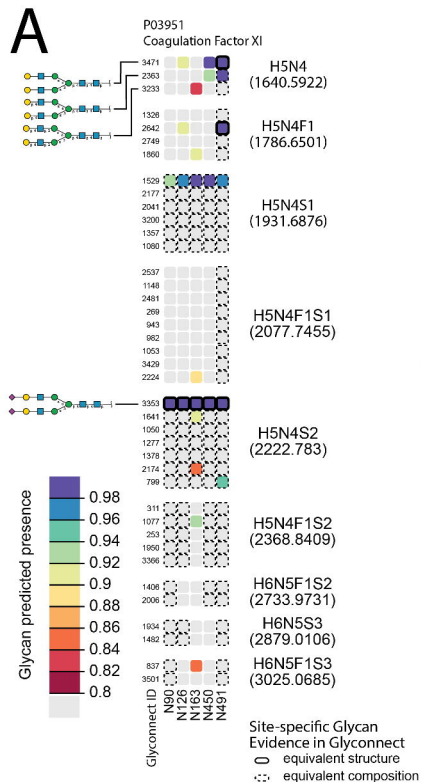 A
P03951
Coagulation Factor XI
3471
2363
3233
H5N4
(1640.5922)
1326
2642
2749
1860
H5N4F1
(1786.6501)
1529
2177
2041
3200
1357
1080
H5N4S1
(1931.6876)
2537
1148
2481
269
943
982
1053
3429
2224
H5N4F1S1
(2077.7455)
3353
1641
1050
1277
1378
2174
799
H5N4S2
(2222.783)
311
1077
253
1950
3366
H5N4F1S2
(2368.8409)
1406
2006
H6N5F1S2
(2733.9731)
1934
1482
H6N5S3
(2879.0106)
837
3501
H6N5F1S3
(3025.0685)
Glycan predicted presence
0.98
0.96
0.94
0.92
0.9
0.88
0.86
0.84
0.82
0.8
Glyconnect ID
N90
N126
N163
N450
N491
Site-specific Glycan
Evidence in Glyconnect
equivalent structure
equivalent composition